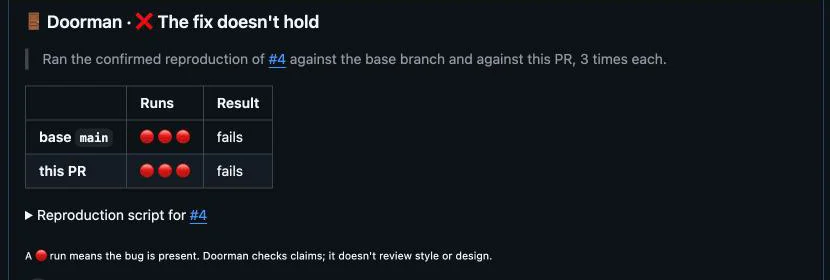 🚪 Doorman · ❌ The fix doesn't hold
Ran the confirmed reproduction of #4 against the base branch and against this PR, 3 times each.
Runs Result
base main 🔴🔴🔴 fails
this PR 🔴🔴🔴 fails
▶ Reproduction script for #4
A 🔴 run means the bug is present. Doorman checks claims; it doesn't review style or design.